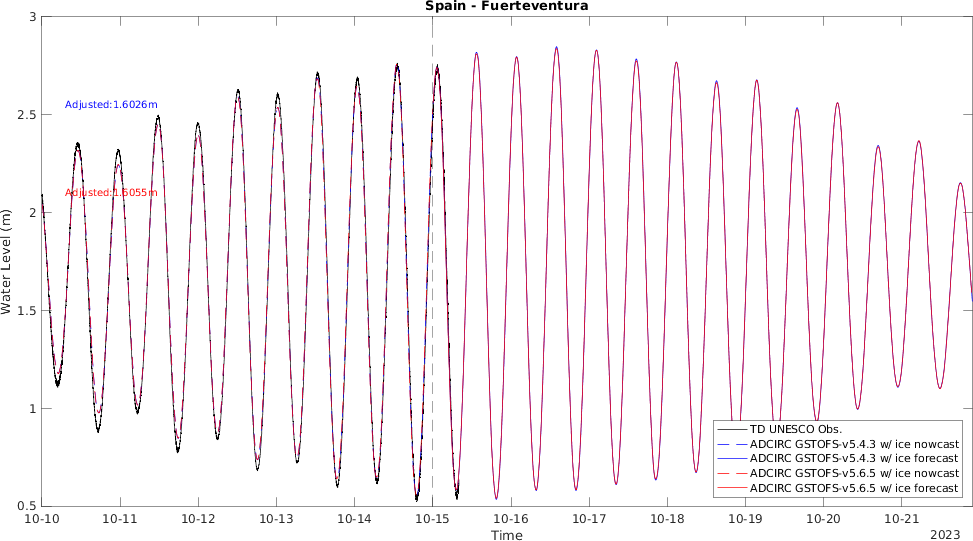 Spain - Fuerteventura
3
2.5
2
1.5
1
0.5
Water Level (m)
Adjusted:1.6026m
Adjusted:1.6055m
TD UNESCO Obs.
ADCIRC GSTOFS-v5.4.3 w/ ice nowcast
ADCIRC GSTOFS-v5.4.3 w/ ice forecast
ADCIRC GSTOFS-v5.6.5 w/ ice nowcast
ADCIRC GSTOFS-v5.6.5 w/ ice forecast
10-10 10-11 10-12 10-13 10-14 10-15 10-16 10-17 10-18 10-19 10-20 10-21
Time
2023